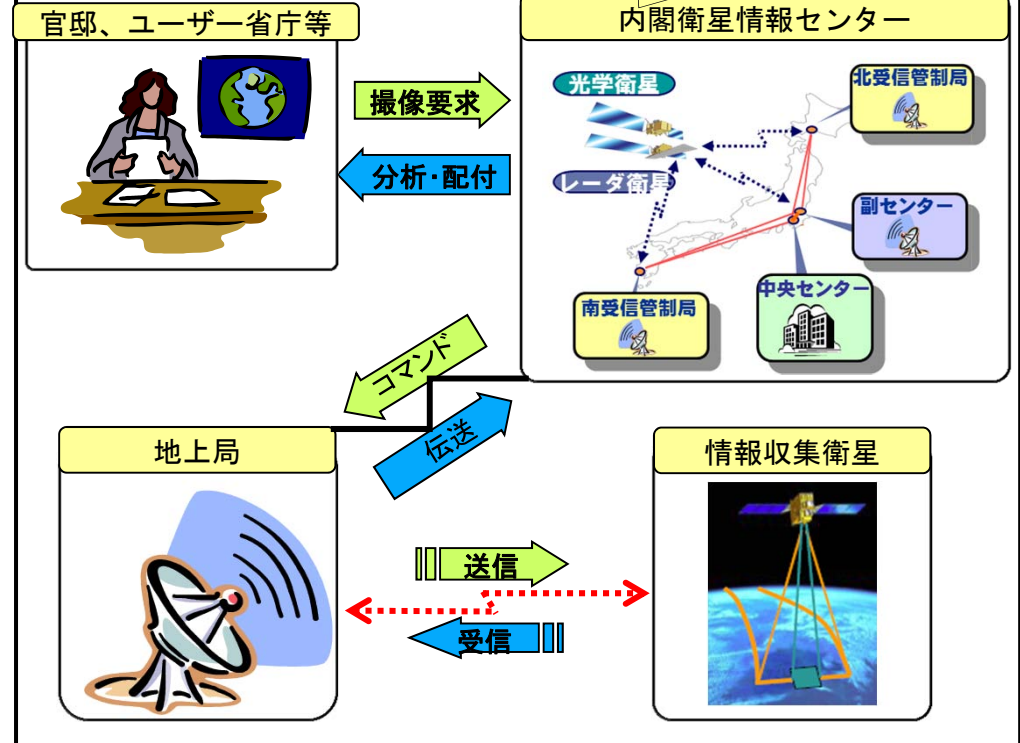 官邸、ユーザー省庁等
内閣衛星情報センター
撮像要求
分析・配付
光学衛星
レーダ衛星
北受信管制局
副センター
中央センター
南受信管制局
コマンド
伝送
地上局
情報収集衛星
送信
受信